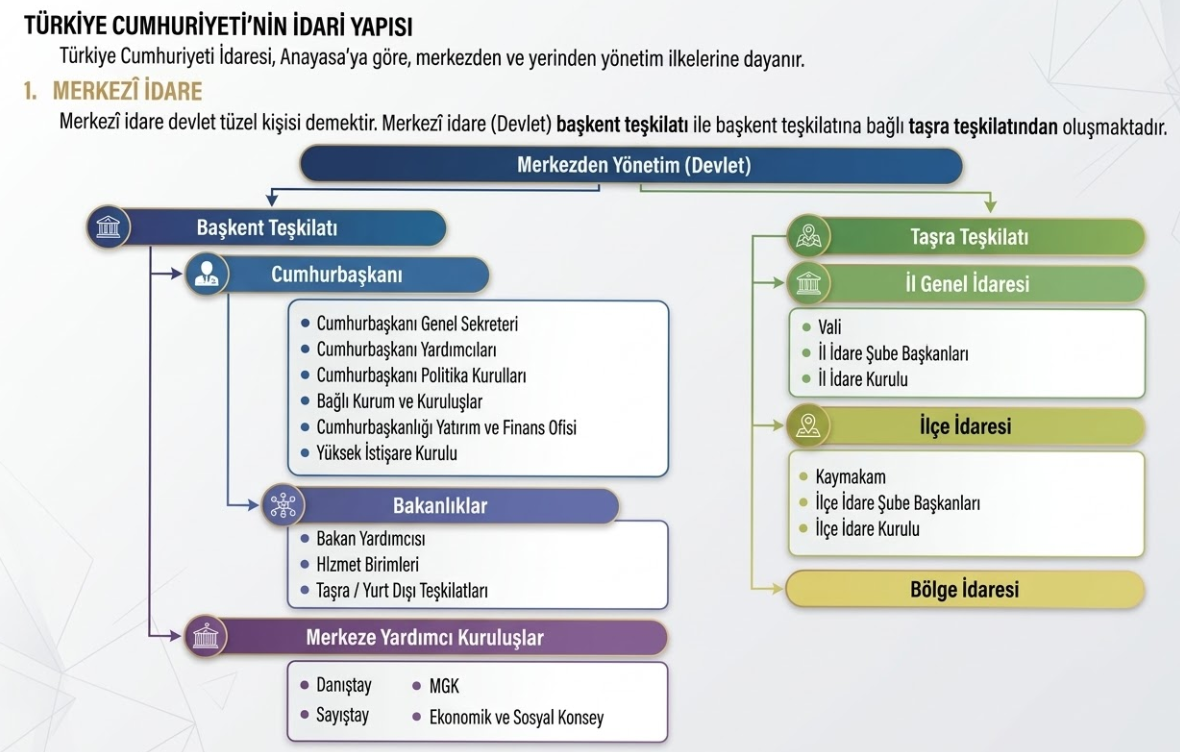 TÜRKİYE CUMHURİYETİ'NİN İDARİ YAPISI
Türkiye Cumhuriyeti İdaresi, Anayasa'ya göre, merkezden ve yerinden yönetim ilkelerine dayanır.
1. MERKEZÎ İDARE
Merkezî idare devlet tüzel kişisi demektir. Merkezî idare (Devlet) başkent teşkilatı ile başkent teşkilatına bağlı taşra teşkilatından oluşmaktadır.
Merkezden Yönetim (Devlet)
Başkent Teşkilatı
Cumhurbaşkanı
• Cumhurbaşkanı Genel Sekreteri
• Cumhurbaşkanı Yardımcıları
• Cumhurbaşkanı Politika Kurulları
• Bağlı Kurum ve Kuruluşlar
• Cumhurbaşkanlığı Yatırım ve Finans Ofisi
• Yüksek İstişare Kurulu
Bakanlıklar
• Bakan Yardımcısı
• Hlzmet Birimleri
• Taşra / Yurt Dışı Teşkilatları
Merkeze Yardımcı Kuruluşlar
• Danıştay
• MGK
• Sayıştay
• Ekonomik ve Sosyal Konsey
Taşra Teşkilatı
İl Genel İdaresi
• Vali
• İl İdare Şube Başkanları
• İl İdare Kurulu
İlçe İdaresi
• Kaymakam
• İlçe İdare Şube Başkanları
• İlçe İdare Kurulu
Bölge İdaresi